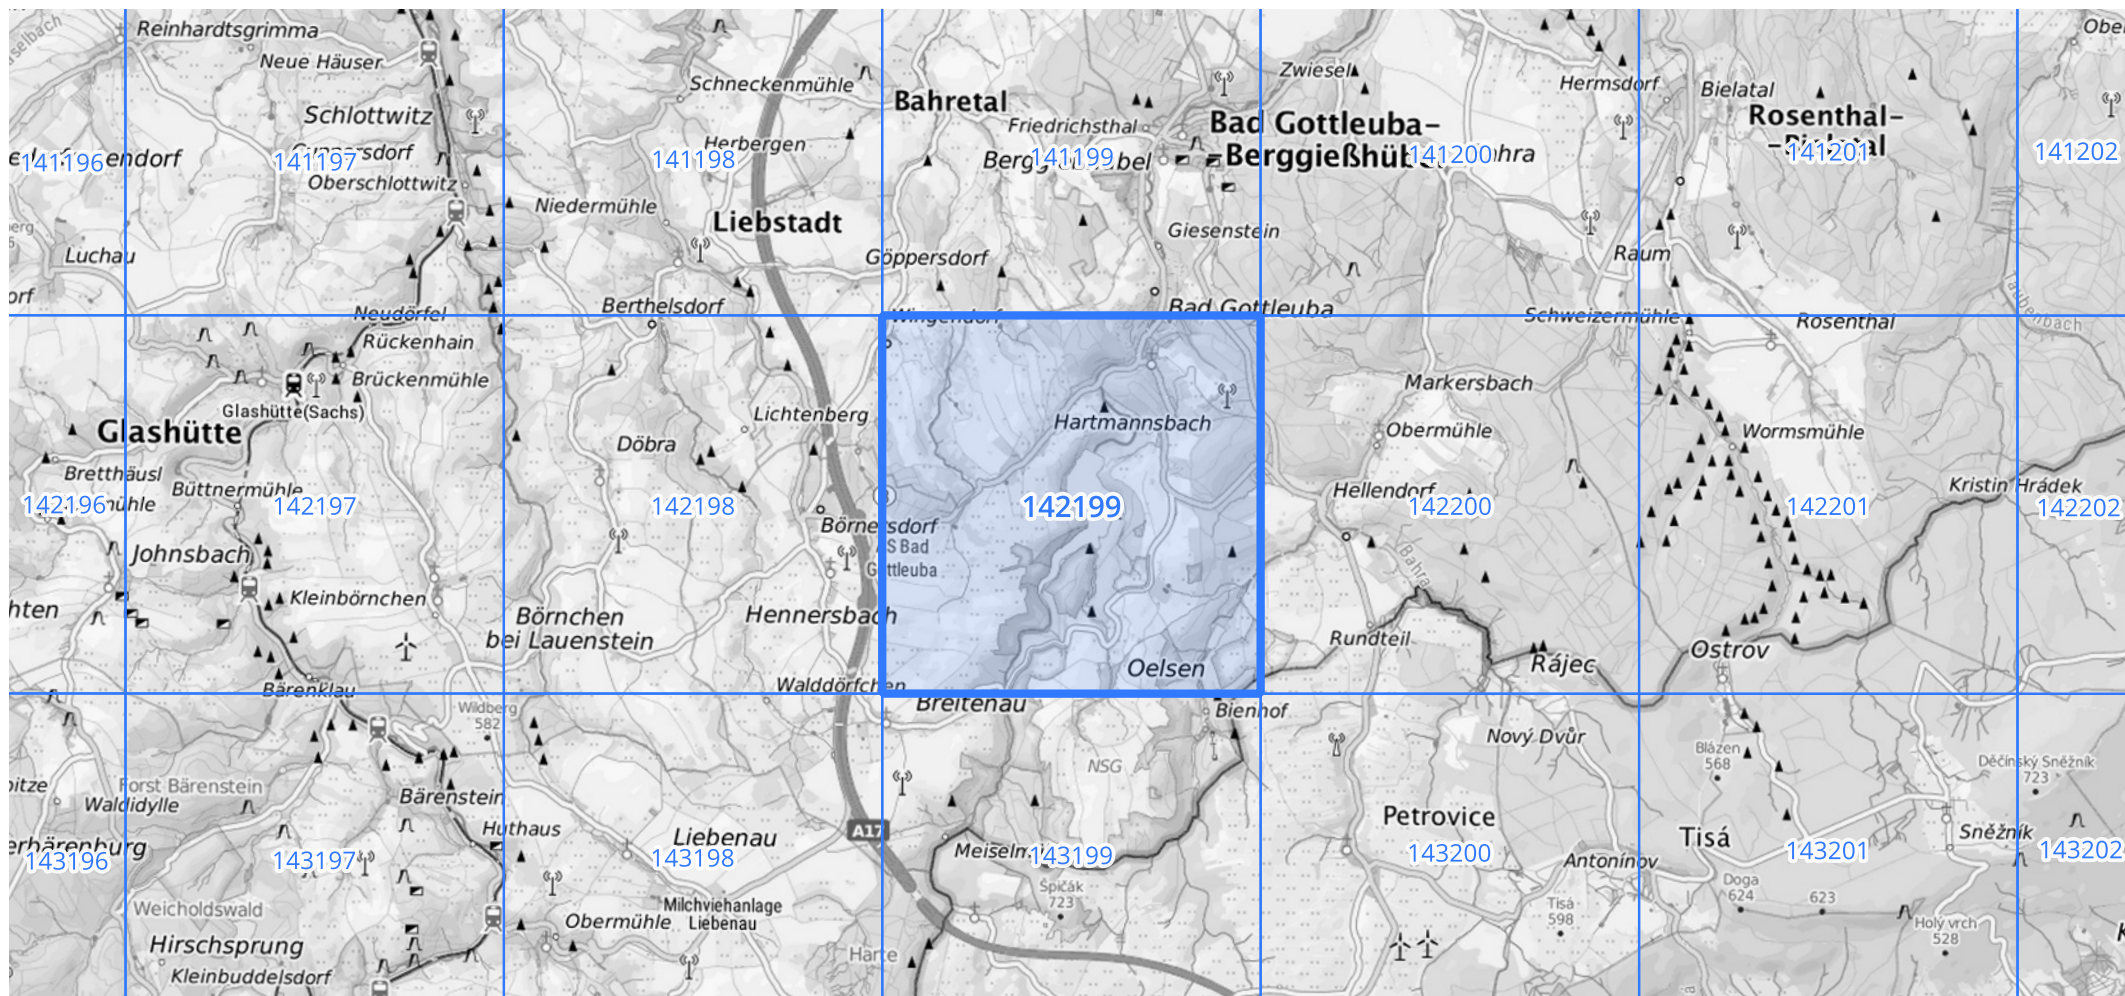 Reinhardtsgrimma
Neue Häuser
Schlottwitz
141196
141197
Oberschlottwitz
Luchau
Neudörfel
Schneckenmühle
Herbergen
141198
Niedermühle
Liebstadt
Berthelsdorf
Bahretal
Friedrichsthal
141199
Giesenstein
Göppersdorf
Bad Gottleuba
Wingendorf
Zwiesel
Hermsdorf
Bad Gottleuba-
141200
Bielatal
Rosenthal-
141201
141202
Raum
Schweizermühle
Rosenthal
Rückenhain
Brückenmühle
Glashütte(Sachs)
Glashütte
Bretthäusl
Büttnermühle
142196
142197
Johnsbach
Kleinbörnchen
Bärenklau
Lichtenberg
Döbra
142198
Börnersdorf
AS Bad
Gottleuba
Börnchen
bei Lauenstein
Hennersbach
Walddörfchen
Hartmannsbach
142199
Oelsen
Markersbach
Obermühle
Hellendorf
142200
Bahra
Rundteil
Rájec
Wormsmühle
142201
Kristin Hrádek
142202
Ostrov
Wildberg
582
Forst Bärenstein
Waldidylle
Bärenstein
143196
143197
Weicholdswald
Hirschsprung
Kleinbuddelsdorf
Huthaus
Liebenau
143198
Milchviehanlage
Liebenau
Obermühle
A17
Breitenau
Bienhof
NSG
143199
Špičák
723
Nový Dvůr
Petrovice
143200
Antonínov
Tisá
598
Blázen
568
Děčínský Sněžník
723
Tisá
143201
Sněžník
143202
Doga
624
623
Holý vrch
528